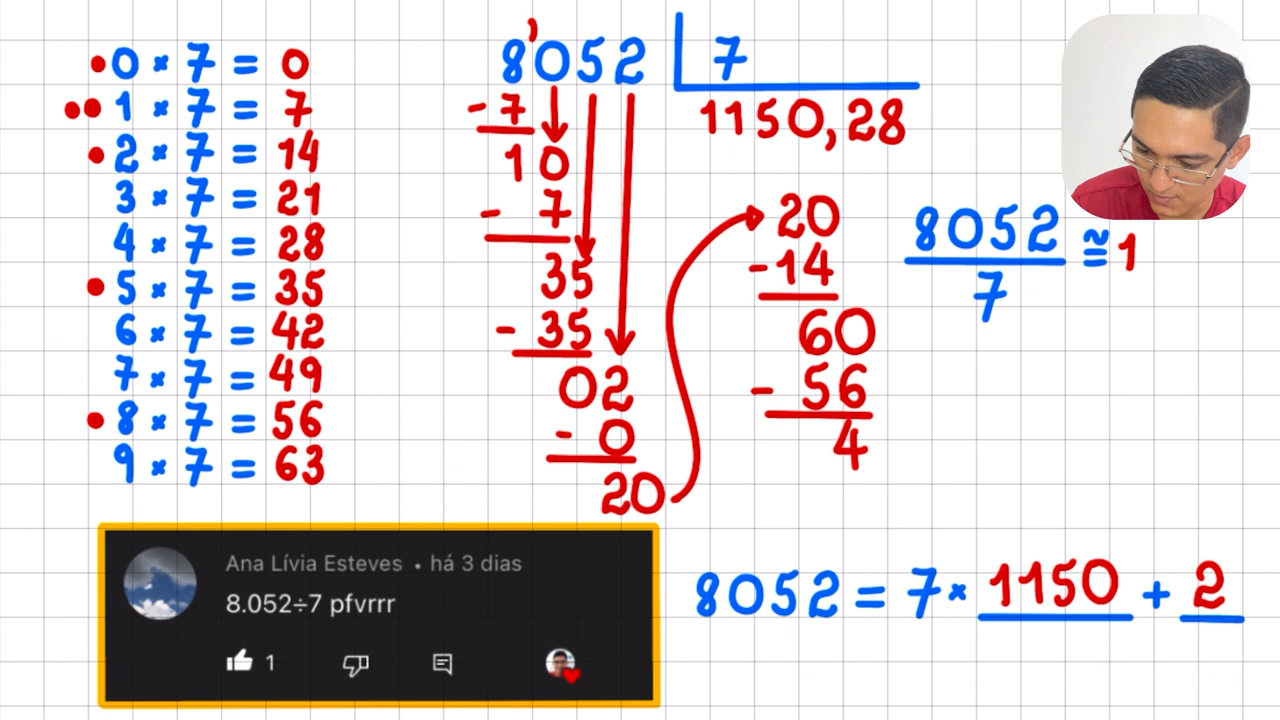 0 × 7 = 0
1 × 7 = 7
2 × 7 = 14
3 × 7 = 21
4 × 7 = 28
5 × 7 = 35
6 × 7 = 42
7 × 7 = 49
8 × 7 = 56
9 × 7 = 63
8'052 7
1150,28
-7
10
- 7
35
- 35
02
- 0
20
20
-14
60
- 56
4
8052
7
≅ 1
Ana Lívia Esteves • há 3 dias
8.052÷7 pfvrrr
1
8052 = 7 × 1150 + 2